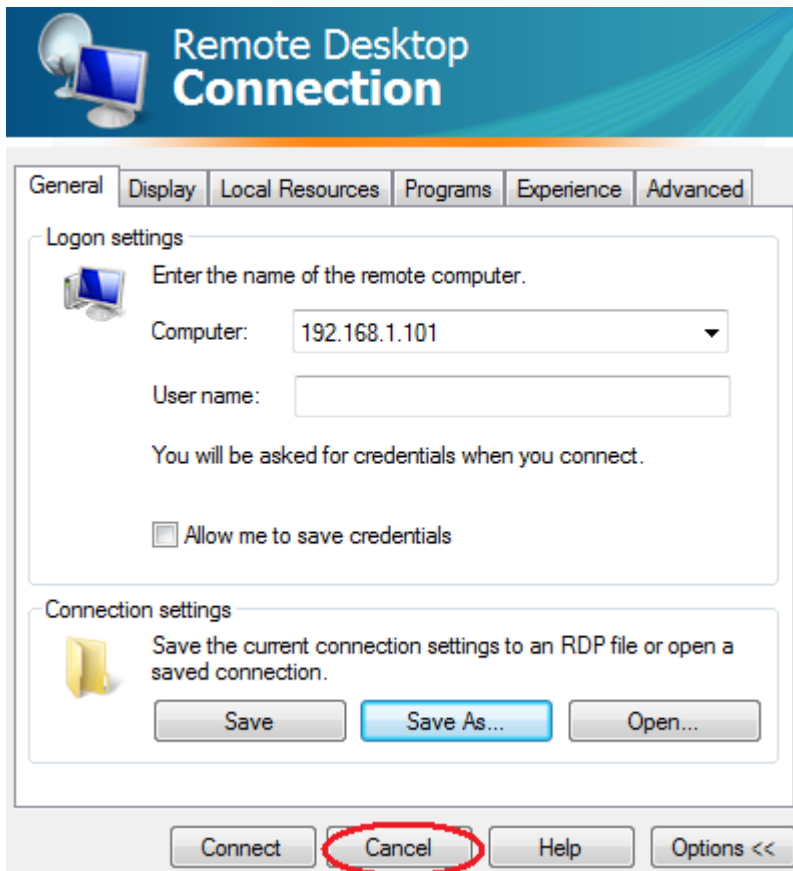 Remote Desktop
Connection
General Display Local Resources Programs Experience Advanced
Logon settings
Enter the name of the remote computer.
Computer: 192.168.1.101
User name:
You will be asked for credentials when you connect.
Allow me to save credentials
Connection settings
Save the current connection settings to an RDP file or open a
saved connection.
Save Save As... Open...
Connect Cancel Help Options <<